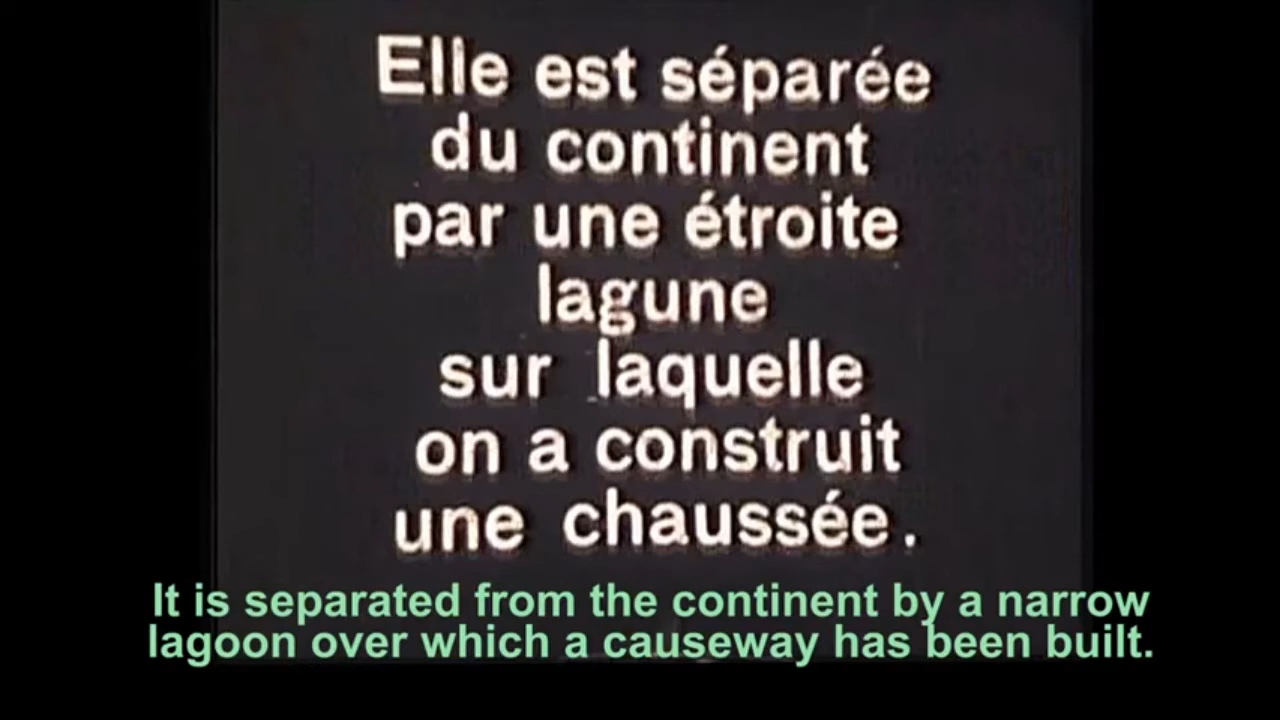 Elle est séparée
du continent
par une étroite
lagune
sur laquelle
on a construit
une chaussée.
It is separated from the continent by a narrow
lagoon over which a causeway has been built.